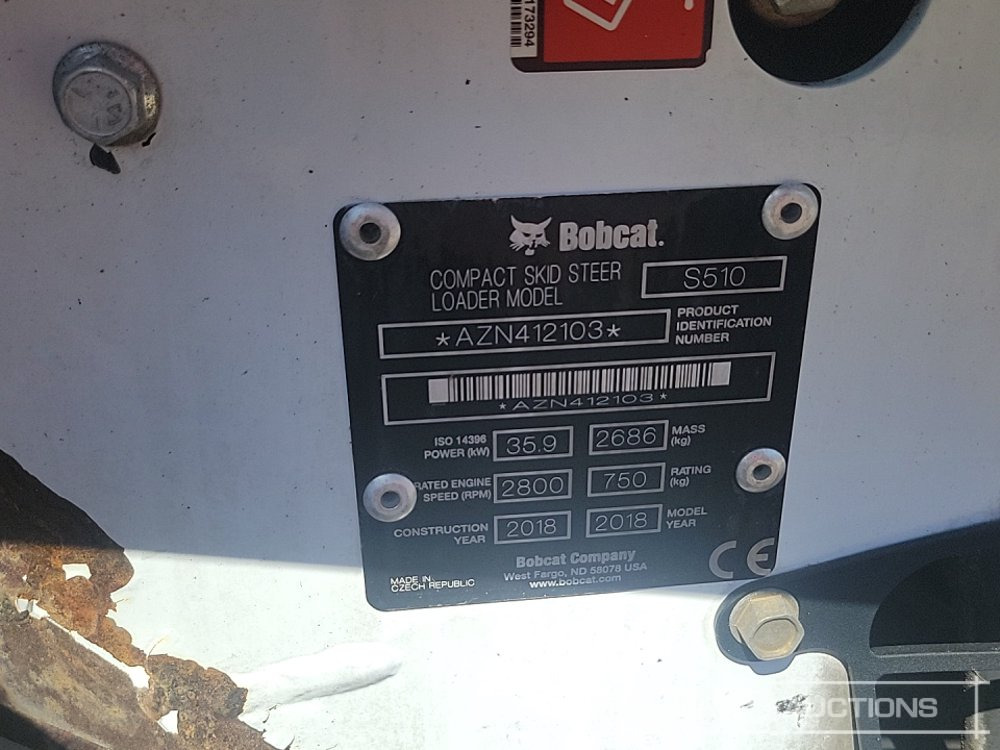 173294
Bobcat.
COMPACT SKID STEER LOADER MODEL S510
*AZN412103* PRODUCT IDENTIFICATION NUMBER
*AZN412103*
ISO 14396 POWER (kW) 35.9 2686 MASS (kg)
RATED ENGINE SPEED (RPM) 2800 750 RATING (kg)
CONSTRUCTION YEAR 2018 2018 MODEL YEAR
Bobcat Company
West Fargo, ND 58078 USA
www.bobcat.com
MADE IN CZECH REPUBLIC
CE
UCTIONS